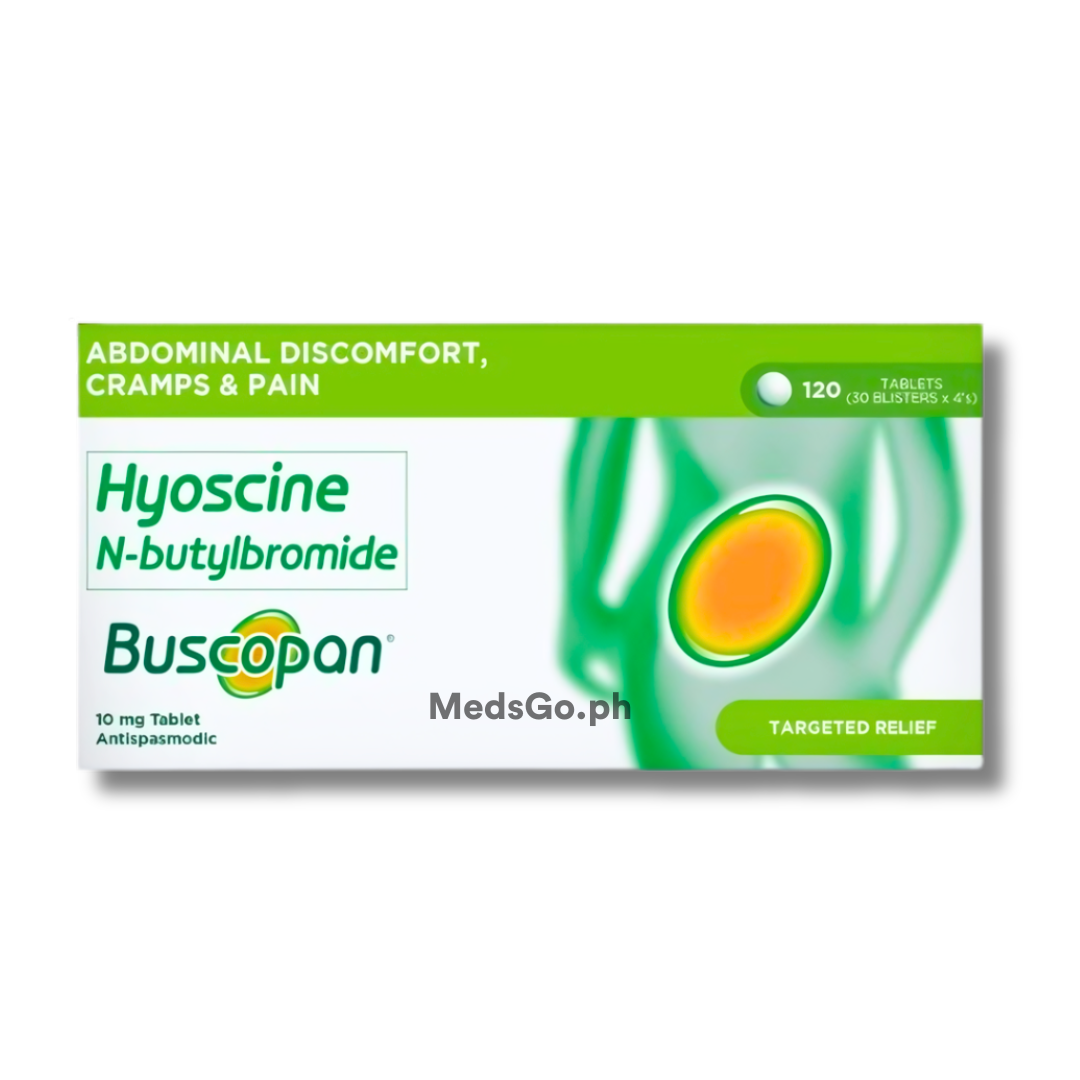 ABDOMINAL DISCOMFORT,
CRAMPS & PAIN
120 TABLETS
(30 BLISTERS x 4's)
Hyoscine
N-butylbromide
Buscopan®
10 mg Tablet
Antispasmodic
MedsGo.ph
TARGETED RELIEF